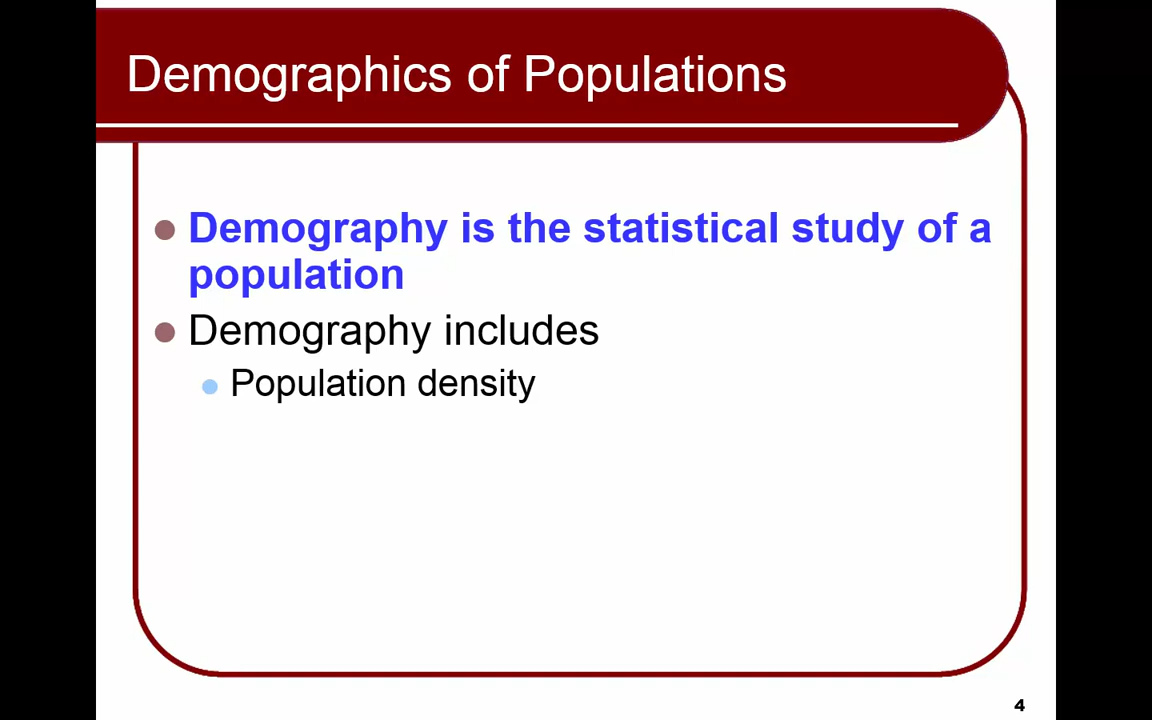 Demographics of Populations
Demography is the statistical study of a
population
Demography includes
Population density
4